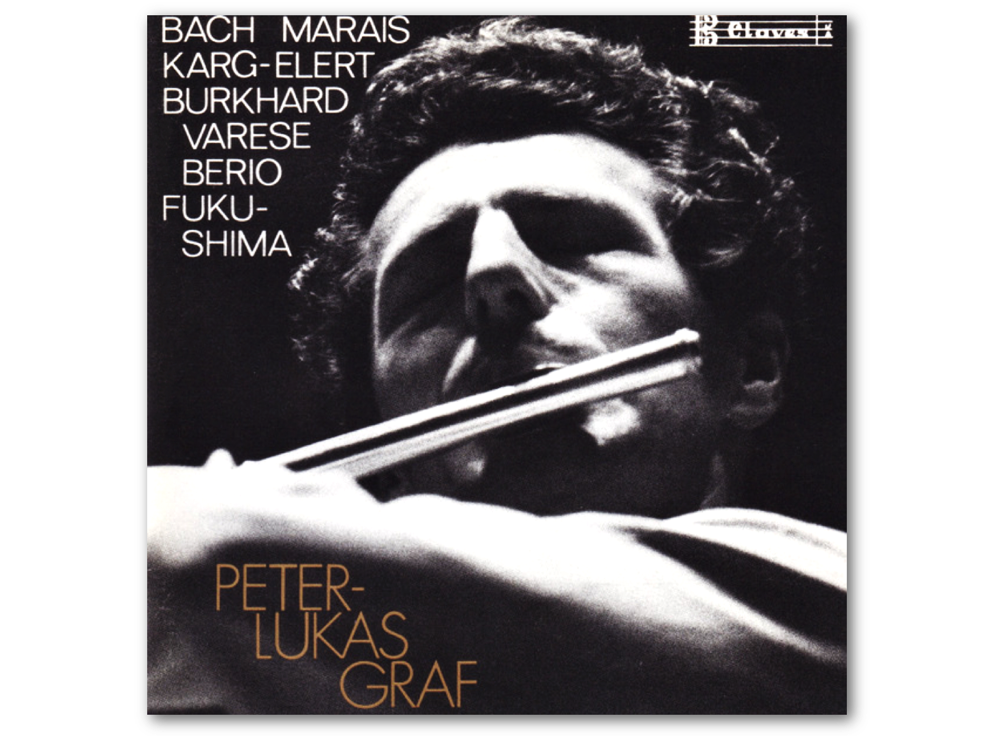 BACH MARAIS
KARG-ELERT
BURKHARD
VARESE
BERIO
FUKU-
SHIMA
Claves
PETER-
LUKAS
GRAF